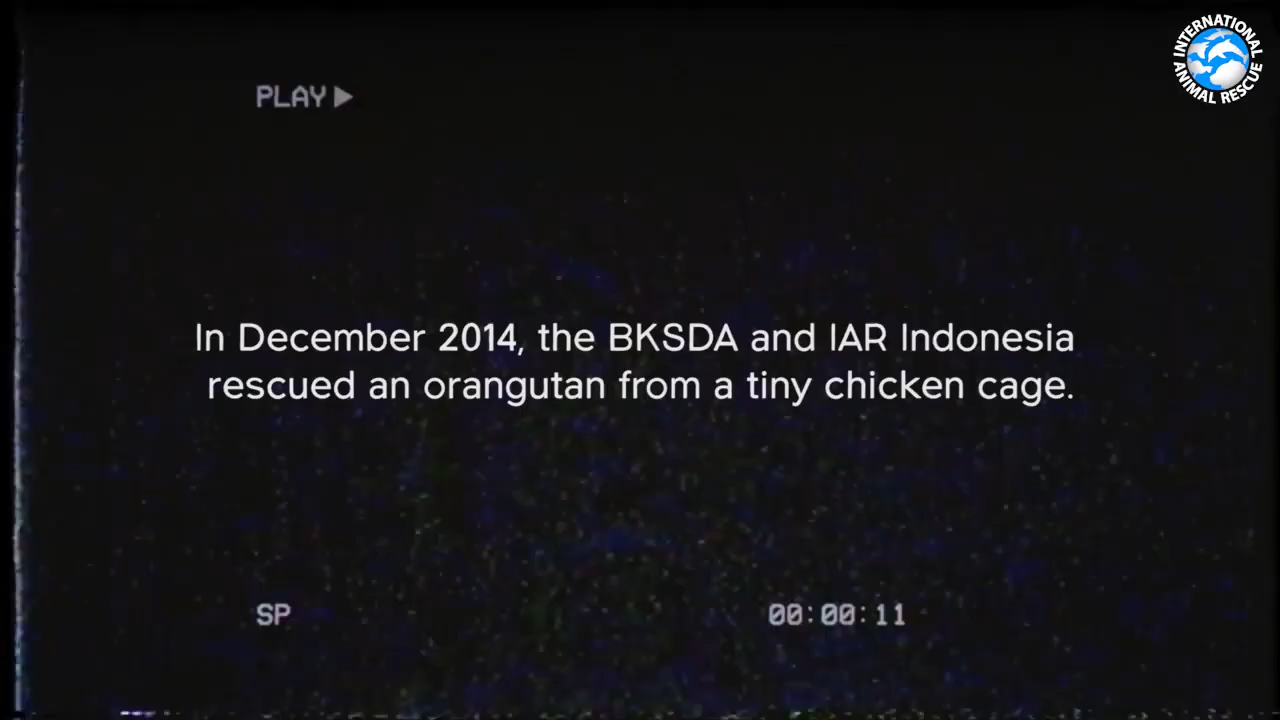 INTERNATIONAL
ANIMAL RESCUE
PLAY
In December 2014, the BKSDA and IAR Indonesia
rescued an orangutan from a tiny chicken cage.
SP
00:00:11